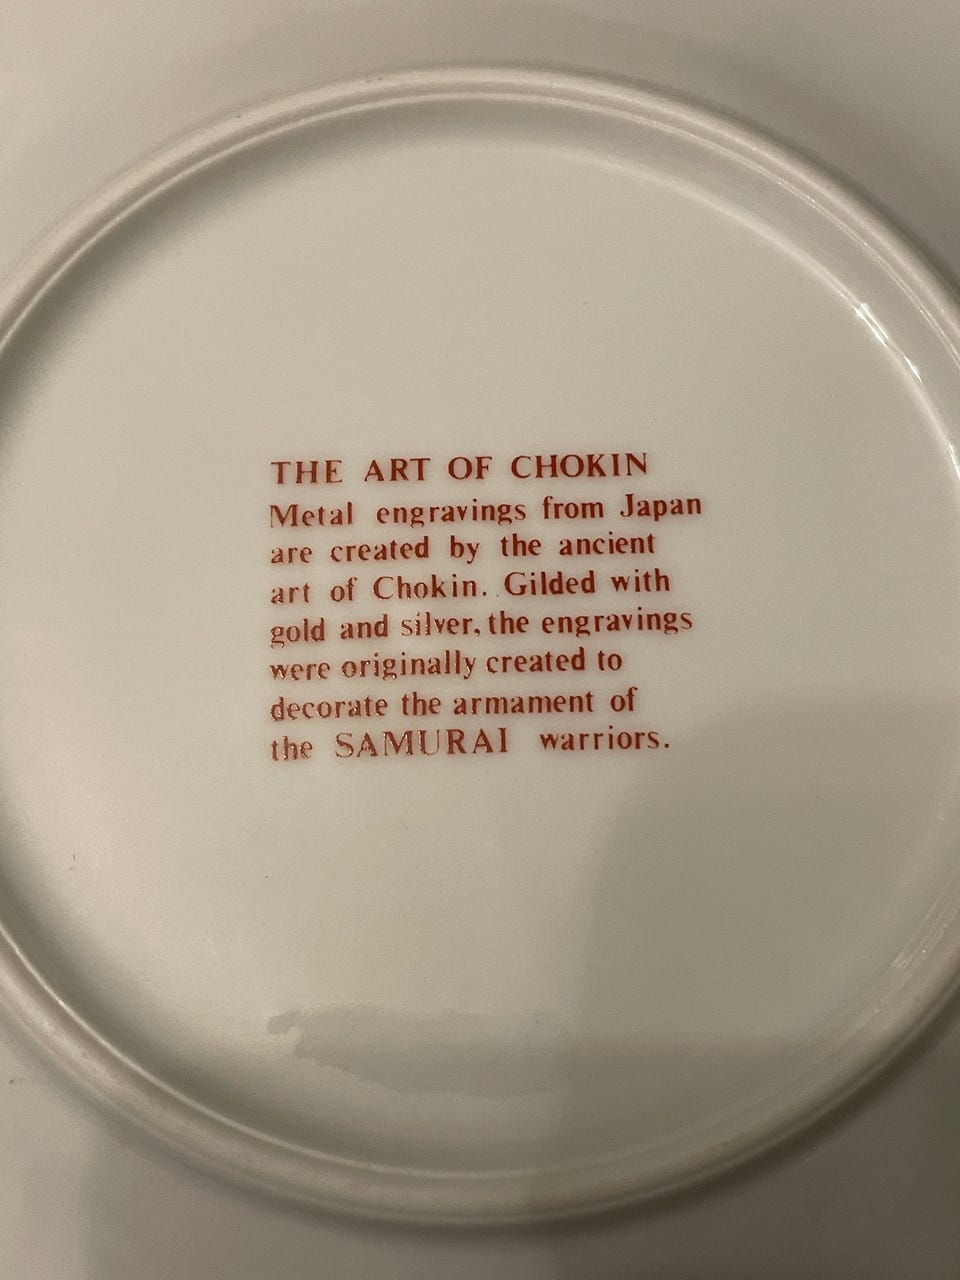 THE ART OF CHOKIN
Metal engravings from Japan
are created by the ancient
art of Chokin. Gilded with
gold and silver, the engravings
were originally created to
decorate the armament of
the SAMURAI warriors.